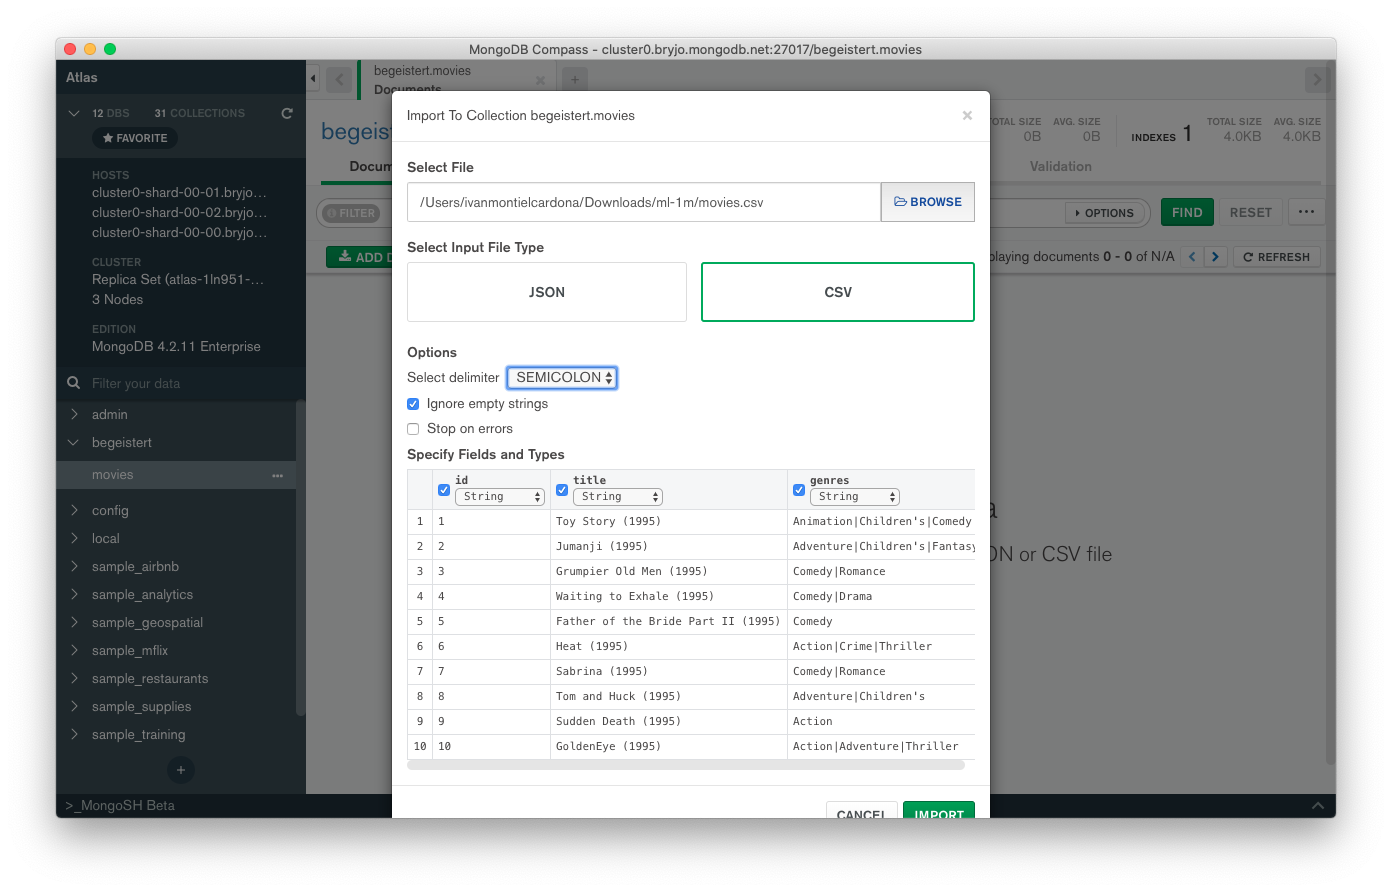 MongoDB Compass - cluster0.bryjo.mongodb.net:27017/begeistert.movies
Atlas
12 DBS 31 COLLECTIONS
FAVORITE
HOSTS
cluster0-shard-00-01.bryjo...
cluster0-shard-00-02.bryjo...
cluster0-shard-00-00.bryjo...
CLUSTER
Replica Set (atlas-1ln951-...
3 Nodes
EDITION
MongoDB 4.2.11 Enterprise
Filter your data
admin
begeistert
movies
config
local
sample_airbnb
sample_analytics
sample_geospatial
sample_mflix
sample_restaurants
sample_supplies
sample_training
+
>_MongoSH Beta
begeistert.movies
Documents
+
begeis
TOTAL SIZE AVG. SIZE
0B 0B
INDEXES 1
TOTAL SIZE AVG. SIZE
4.0KB 4.0KB
Docum
Validation
FILTER
OPTIONS
FIND
RESET
...
ADD D
playing documents 0 - 0 of N/A
REFRESH
a
ON or CSV file
Import To Collection begeistert.movies
×
Select File
/Users/ivanmontielcardona/Downloads/ml-1m/movies.csv
BROWSE
Select Input File Type
JSON CSV
Options
Select delimiter SEMICOLON
Ignore empty strings
Stop on errors
Specify Fields and Types
id title genres
String String String
1 1 Toy Story (1995) Animation|Children's|Comedy
2 2 Jumanji (1995) Adventure|Children's|Fantasy
3 3 Grumpier Old Men (1995) Comedy|Romance
4 4 Waiting to Exhale (1995) Comedy|Drama
5 5 Father of the Bride Part II (1995) Comedy
6 6 Heat (1995) Action|Crime|Thriller
7 7 Sabrina (1995) Comedy|Romance
8 8 Tom and Huck (1995) Adventure|Children's
9 9 Sudden Death (1995) Action
10 10 GoldenEye (1995) Action|Adventure|Thriller
CANCEL IMPORT